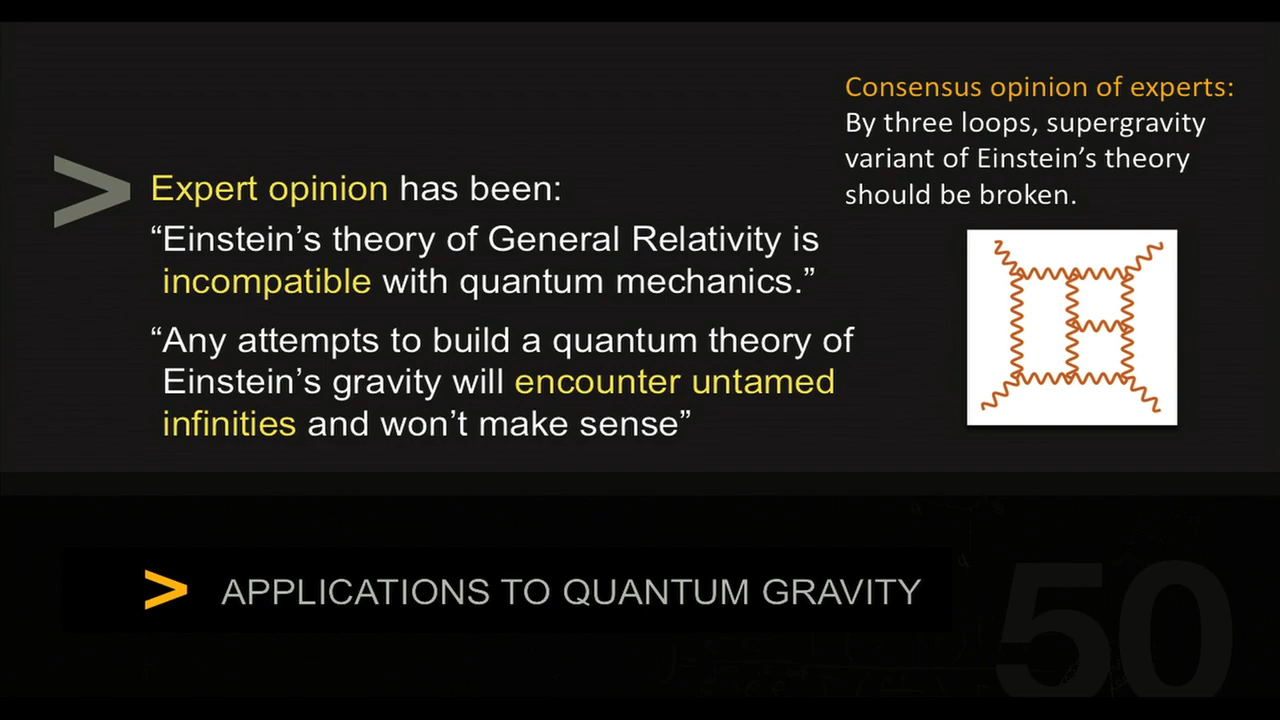 Consensus opinion of experts:
By three loops, supergravity
variant of Einstein’s theory
should be broken.
> Expert opinion has been:
“Einstein’s theory of General Relativity is
incompatible with quantum mechanics.”
“Any attempts to build a quantum theory of
Einstein’s gravity will encounter untamed
infinities and won’t make sense”
> APPLICATIONS TO QUANTUM GRAVITY
50